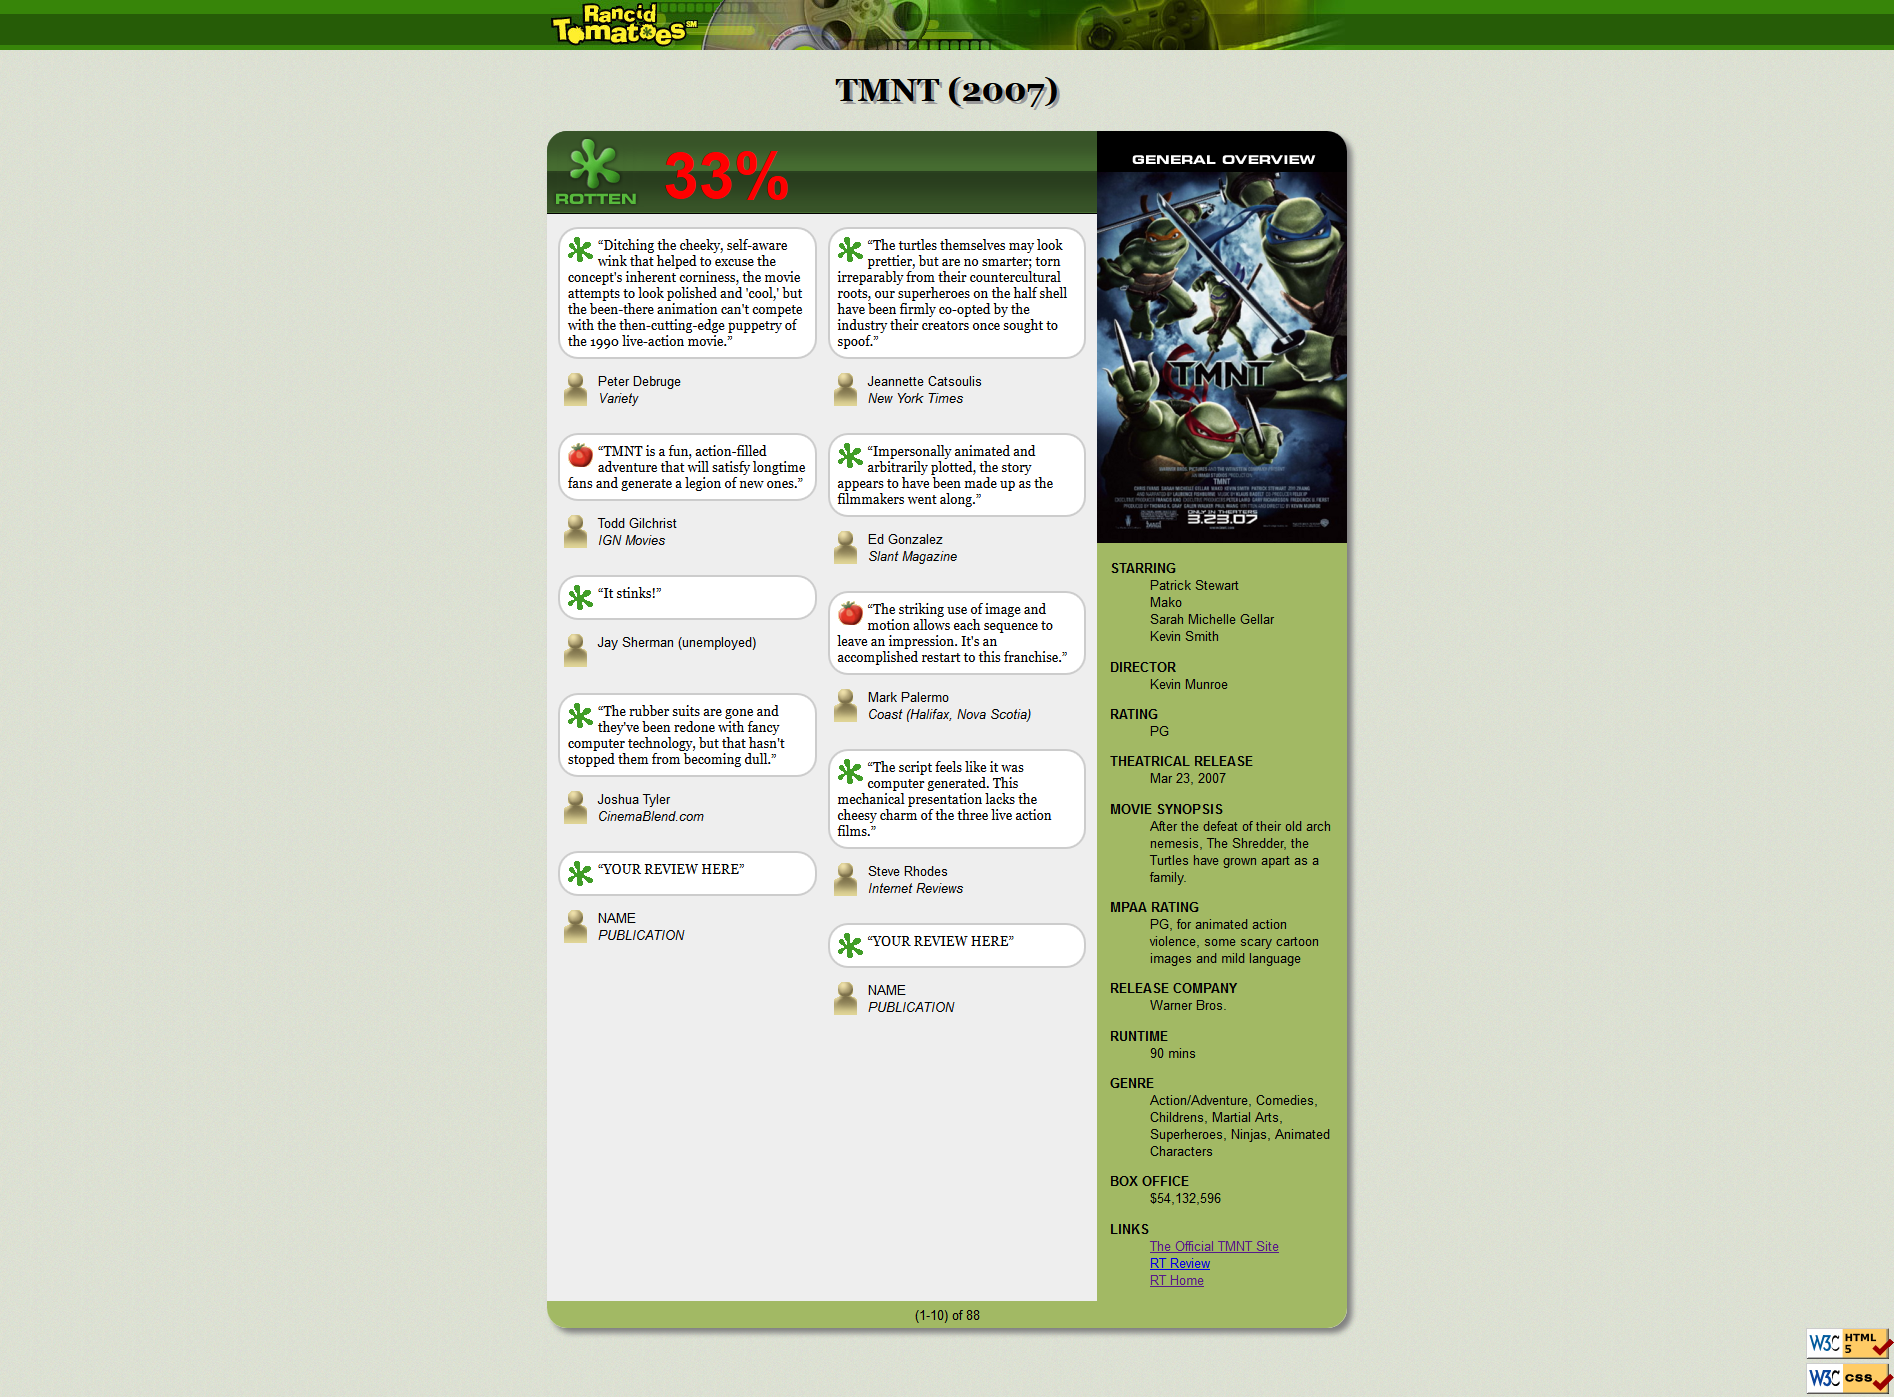 Rancid
Tomatoes SM
TMNT (2007)
ROTTEN
33%
“Ditching the cheeky, self-aware
wink that helped to excuse the
concept's inherent corniness, the movie
attempts to look polished and 'cool,' but
the been-there animation can't compete
with the then-cutting-edge puppetry of
the 1990 live-action movie.”
Peter Debruge
Variety
“TMNT is a fun, action-filled
adventure that will satisfy longtime
fans and generate a legion of new ones.”
Todd Gilchrist
IGN Movies
“It stinks!”
Jay Sherman (unemployed)
“The rubber suits are gone and
they've been redone with fancy
computer technology, but that hasn't
stopped them from becoming dull.”
Joshua Tyler
CinemaBlend.com
“YOUR REVIEW HERE”
NAME
PUBLICATION
“The turtles themselves may look
prettier, but are no smarter; torn
irreparably from their countercultural
roots, our superheroes on the half shell
have been firmly co-opted by the
industry their creators once sought to
spoof.”
Jeannette Catsoulis
New York Times
“Impersonally animated and
arbitrarily plotted, the story
appears to have been made up as the
filmmakers went along.”
Ed Gonzalez
Slant Magazine
“The striking use of image and
motion allows each sequence to
leave an impression. It's an
accomplished restart to this franchise.”
Mark Palermo
Coast (Halifax, Nova Scotia)
“The script feels like it was
computer generated. This
mechanical presentation lacks the
cheesy charm of the three live action
films.”
Steve Rhodes
Internet Reviews
“YOUR REVIEW HERE”
NAME
PUBLICATION
GENERAL OVERVIEW
TMNT
TMNT
ONLY IN THEATERS
3.23.07
STARRING
Patrick Stewart
Mako
Sarah Michelle Gellar
Kevin Smith
DIRECTOR
Kevin Munroe
RATING
PG
THEATRICAL RELEASE
Mar 23, 2007
MOVIE SYNOPSIS
After the defeat of their old arch
nemesis, The Shredder, the
Turtles have grown apart as a
family.
MPAA RATING
PG, for animated action
violence, some scary cartoon
images and mild language
RELEASE COMPANY
Warner Bros.
RUNTIME
90 mins
GENRE
Action/Adventure, Comedies,
Childrens, Martial Arts,
Superheroes, Ninjas, Animated
Characters
BOX OFFICE
$54,132,596
LINKS
The Official TMNT Site
RT Review
RT Home
(1-10) of 88
W3C HTML 5
W3C CSS